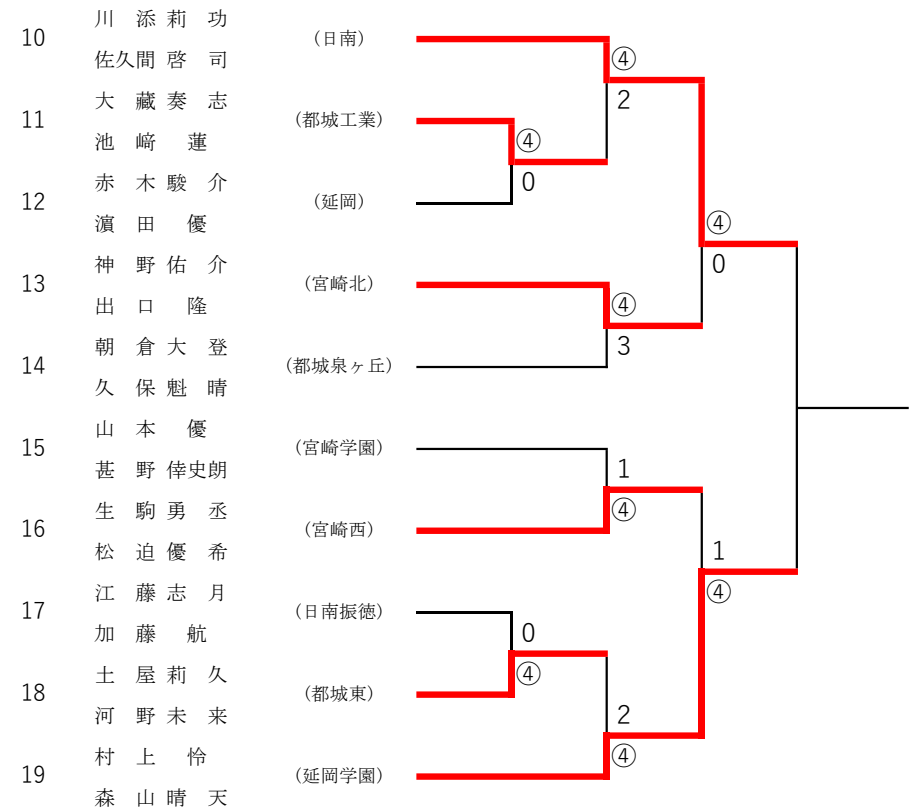 川 添 莉 功
10 (日南)
佐久間 啓 司
④
大 藏 奏 志
2
11 (都城工業)
池 﨑 蓮
④
赤 木 駿 介
0
12 (延岡)
濵 田 優
④
神 野 佑 介
0
13 (宮崎北)
出 口 隆
④
朝 倉 大 登
3
14 (都城泉ヶ丘)
久 保 魁 晴
山 本 優
15 (宮崎学園)
甚 野 倖史朗
1
生 駒 勇 丞
④
16 (宮崎西)
松 迫 優 希
1
江 藤 志 月
④
17 (日南振徳)
加 藤 航
0
土 屋 莉 久
④
18 (都城東)
河 野 未 来
2
村 上 怜
④
19 (延岡学園)
森 山 晴 天